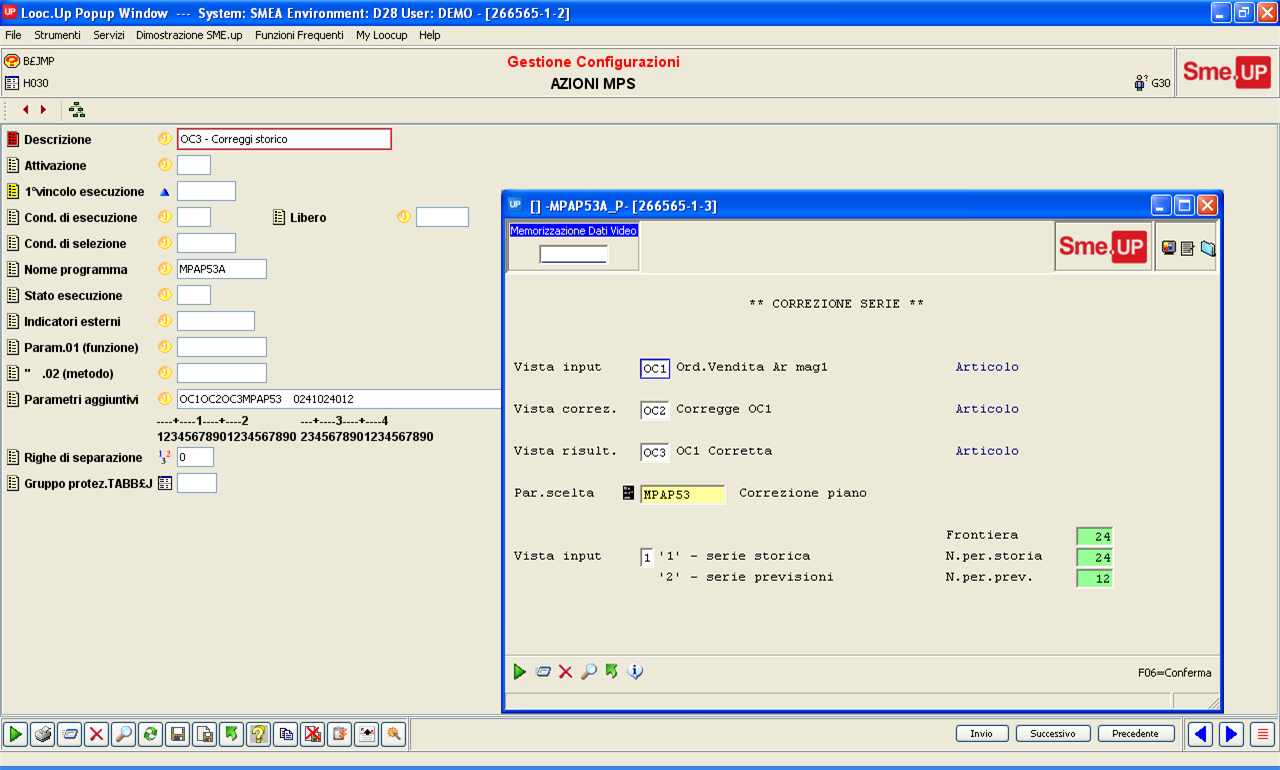 UP Looc.Up Popup Window --- System: SMEA Environment: D28 User: DEMO - [266565-1-2]
File Strumenti Servizi Dimostrazione SME.up Funzioni Frequenti My Loocup Help
B£JMP
Gestione Configurazioni
H030
AZIONI MPS
G30
Sme.UP
Descrizione OC3 - Correggi storico
Attivazione
1°vincolo esecuzione
Cond. di esecuzione Libero
Cond. di selezione
Nome programma MPAP53A
Stato esecuzione
Indicatori esterni
Param.01 (funzione)
" .02 (metodo)
Parametri aggiuntivi OC1OC2OC3MPAP53 0241024012
----+----1----+----2 ---+----3----+----4
12345678901234567890 2345678901234567890
Righe di separazione 1 2 3 0
Gruppo protez.TABB£J
UP [] -MPAP53A_P- [266565-1-3]
Memorizzazione Dati Video
Sme.UP
** CORREZIONE SERIE **
Vista input OC1 Ord.Vendita Ar mag1 Articolo
Vista correz. OC2 Corregge OC1 Articolo
Vista risult. OC3 OC1 Corretta Articolo
Par.scelta MPAP53 Correzione piano
Frontiera 24
Vista input 1 '1' - serie storica N.per.storia 24
'2' - serie previsioni N.per.prev. 12
F06=Conferma
Invio Successivo Precedente